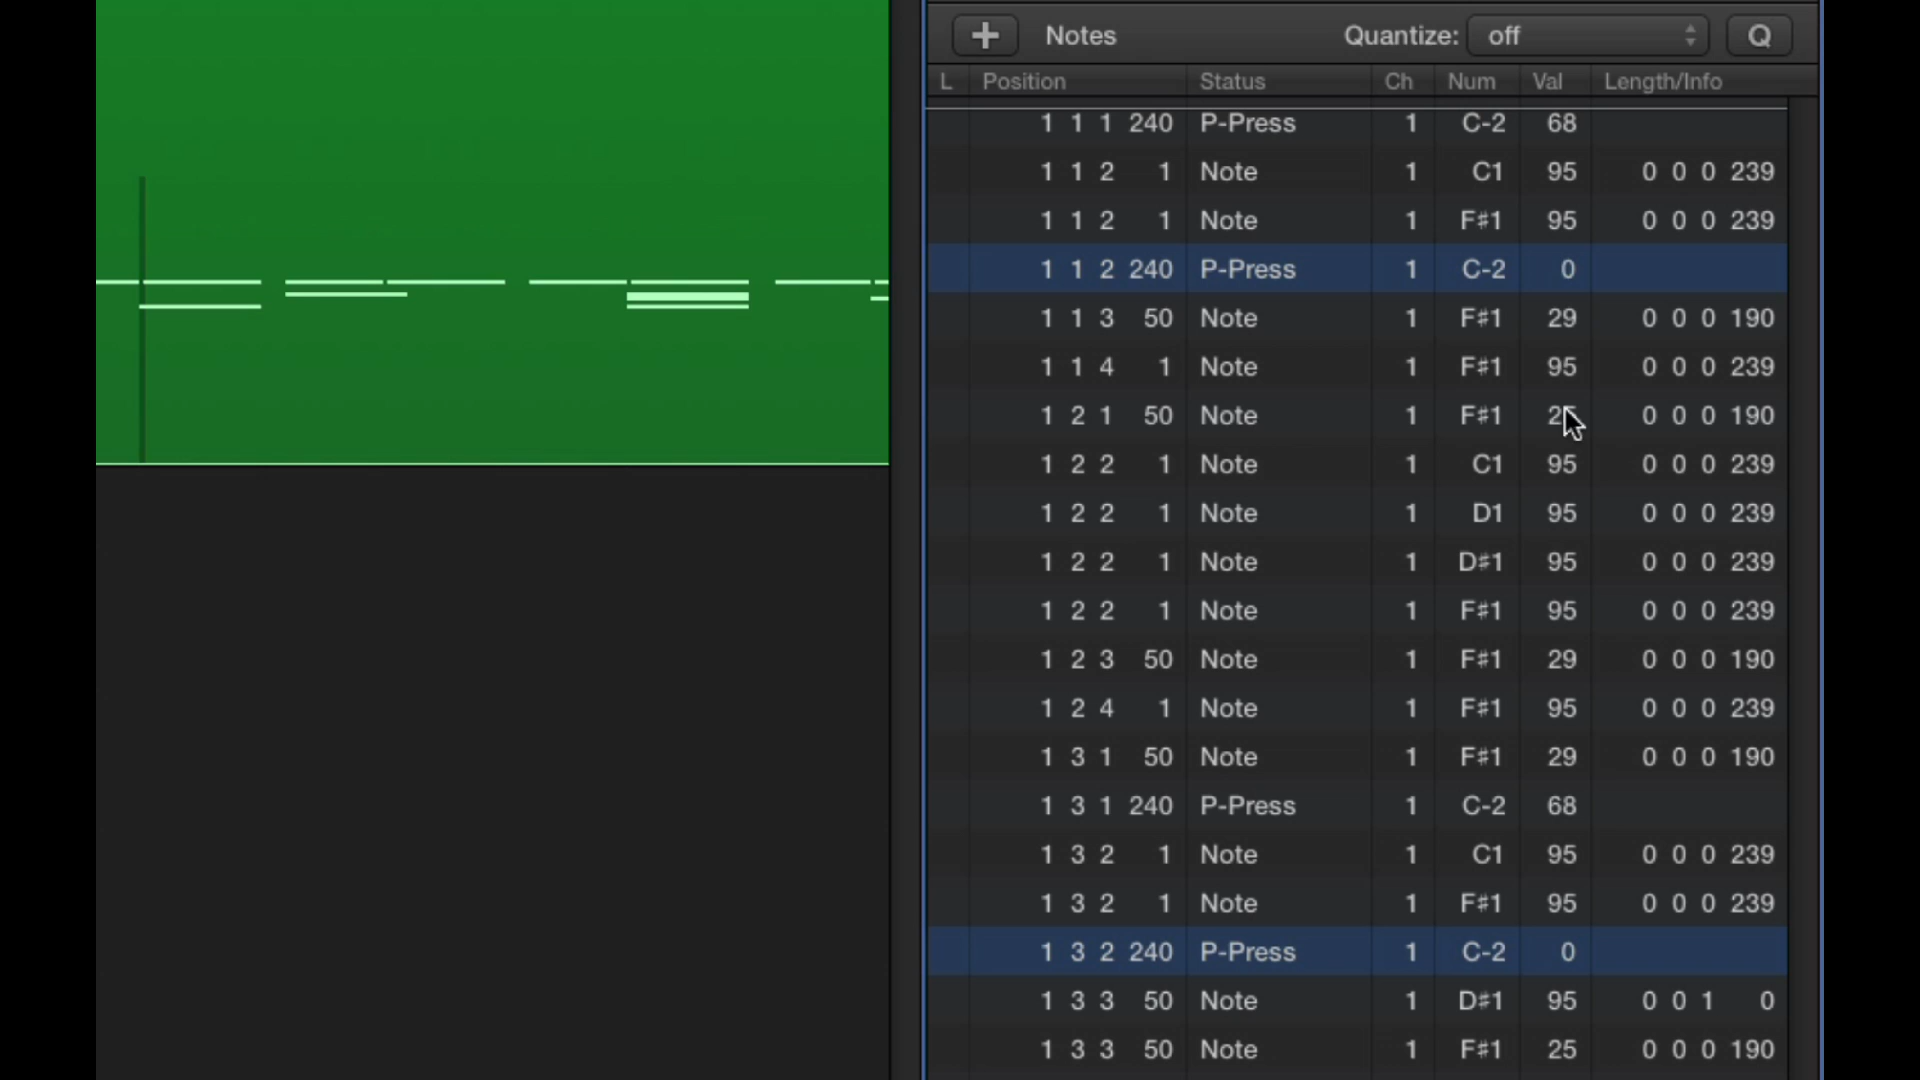 + Notes Quantize: off Q
L Position Status Ch Num Val Length/Info
1 1 1 240 P-Press 1 C-2 68
1 1 2 1 Note 1 C1 95 0 0 0 239
1 1 2 1 Note 1 F♯1 95 0 0 0 239
1 1 2 240 P-Press 1 C-2 0
1 1 3 50 Note 1 F♯1 29 0 0 0 190
1 1 4 1 Note 1 F♯1 95 0 0 0 239
1 2 1 50 Note 1 F♯1 0 0 0 190
1 2 2 1 Note 1 C1 95 0 0 0 239
1 2 2 1 Note 1 D1 95 0 0 0 239
1 2 2 1 Note 1 D♯1 95 0 0 0 239
1 2 2 1 Note 1 F♯1 95 0 0 0 239
1 2 3 50 Note 1 F♯1 29 0 0 0 190
1 2 4 1 Note 1 F♯1 95 0 0 0 239
1 3 1 50 Note 1 F♯1 29 0 0 0 190
1 3 1 240 P-Press 1 C-2 68
1 3 2 1 Note 1 C1 95 0 0 0 239
1 3 2 1 Note 1 F♯1 95 0 0 0 239
1 3 2 240 P-Press 1 C-2 0
1 3 3 50 Note 1 D♯1 95 0 0 1 0
1 3 3 50 Note 1 F♯1 25 0 0 0 190